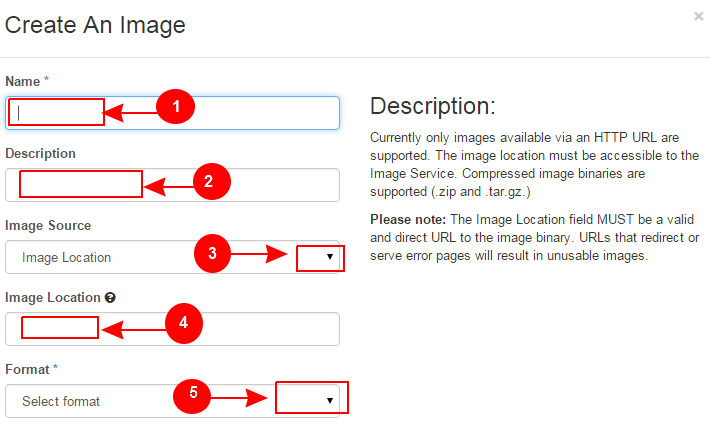 Create An Image
×
Name *
1
Description
2
Image Source
Image Location
3
Image Location
4
Format *
Select format
5
Description:
Currently only images available via an HTTP URL are
supported. The image location must be accessible to the
Image Service. Compressed image binaries are
supported (.zip and .tar.gz.)
Please note: The Image Location field MUST be a valid
and direct URL to the image binary. URLs that redirect or
serve error pages will result in unusable images.